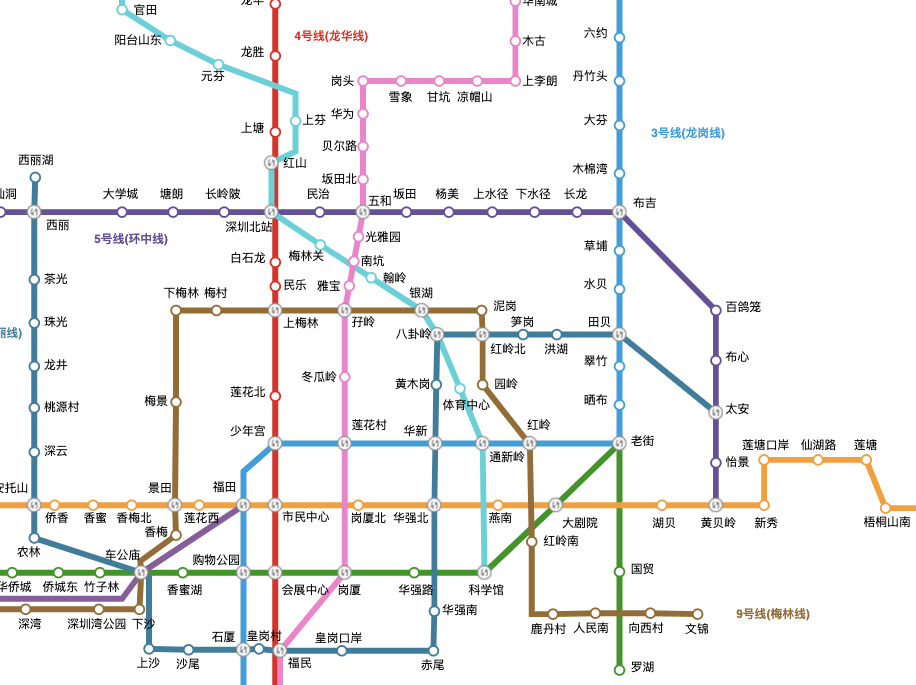 官田
龙华
华南城
4号线(龙华线)
阳台山东
龙胜
木古
六约
元芬
岗头
上李朗
丹竹头
雪象
甘坑
凉帽山
上芬
华为
上塘
大芬
3号线(龙岗线)
贝尔路
西丽湖
红山
木棉湾
坂田北
山洞
大学城
塘朗
长岭陂
民治
五和
坂田
杨美
上水径
下水径
长龙
布吉
西丽
深圳北站
5号线(环中线)
光雅园
草埔
白石龙
梅林关
南坑
茶光
民乐
雅宝
翰岭
水贝
下梅林
梅村
银湖
泥岗
百鸽笼
珠光
上梅林
孖岭
笋岗
田贝
丽线)
八卦岭
红岭北
洪湖
布心
龙井
翠竹
冬瓜岭
黄木岗
园岭
莲花北
梅景
体育中心
晒布
桃源村
太安
少年宫
莲花村
华新
红岭
老街
莲塘口岸
仙湖路
莲塘
深云
通新岭
怡景
安托山
景田
福田
侨香
香蜜
香梅北
莲花西
市民中心
岗厦北
华强北
燕南
大剧院
湖贝
黄贝岭
新秀
梧桐山南
香梅
农林
车公庙
红岭南
购物公园
华侨城
侨城东
竹子林
香蜜湖
会展中心
岗厦
华强路
科学馆
国贸
深湾
深圳湾公园
下沙
华强南
鹿丹村
人民南
向西村
文锦
9号线(梅林线)
石厦
皇岗村
皇岗口岸
上沙
沙尾
福民
赤尾
罗湖